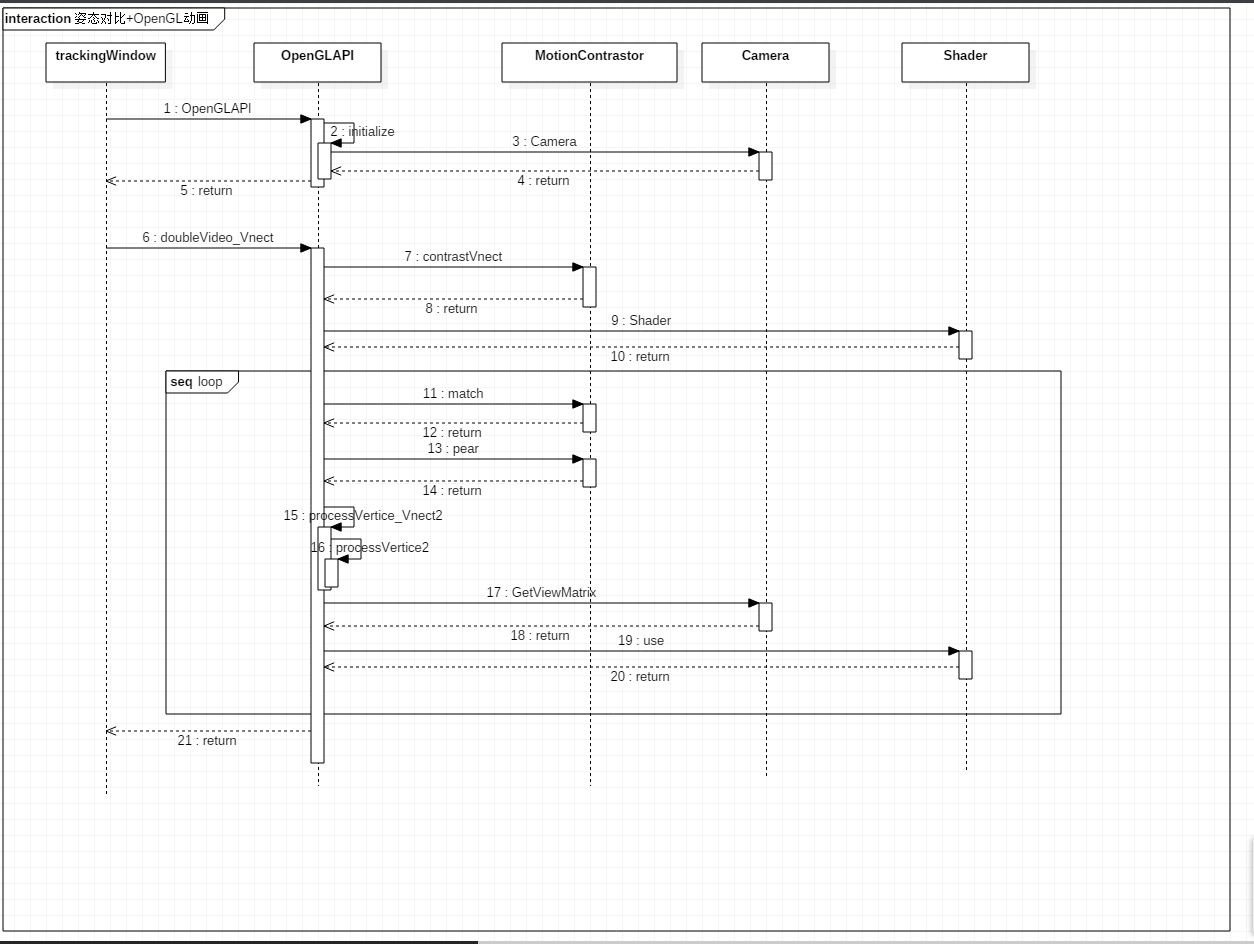 interaction 姿态对比+OpenGL动画
trackingWindow
OpenGLAPI
MotionContrastor
Camera
Shader
1 : OpenGLAPI
2 : initialize
3 : Camera
4 : return
5 : return
6 : doubleVideo_Vnect
7 : contrastVnect
8 : return
9 : Shader
10 : return
seq loop
11 : match
12 : return
13 : pear
14 : return
15 : processVertice_Vnect2
16 : processVertice2
17 : GetViewMatrix
18 : return
19 : use
20 : return
21 : return